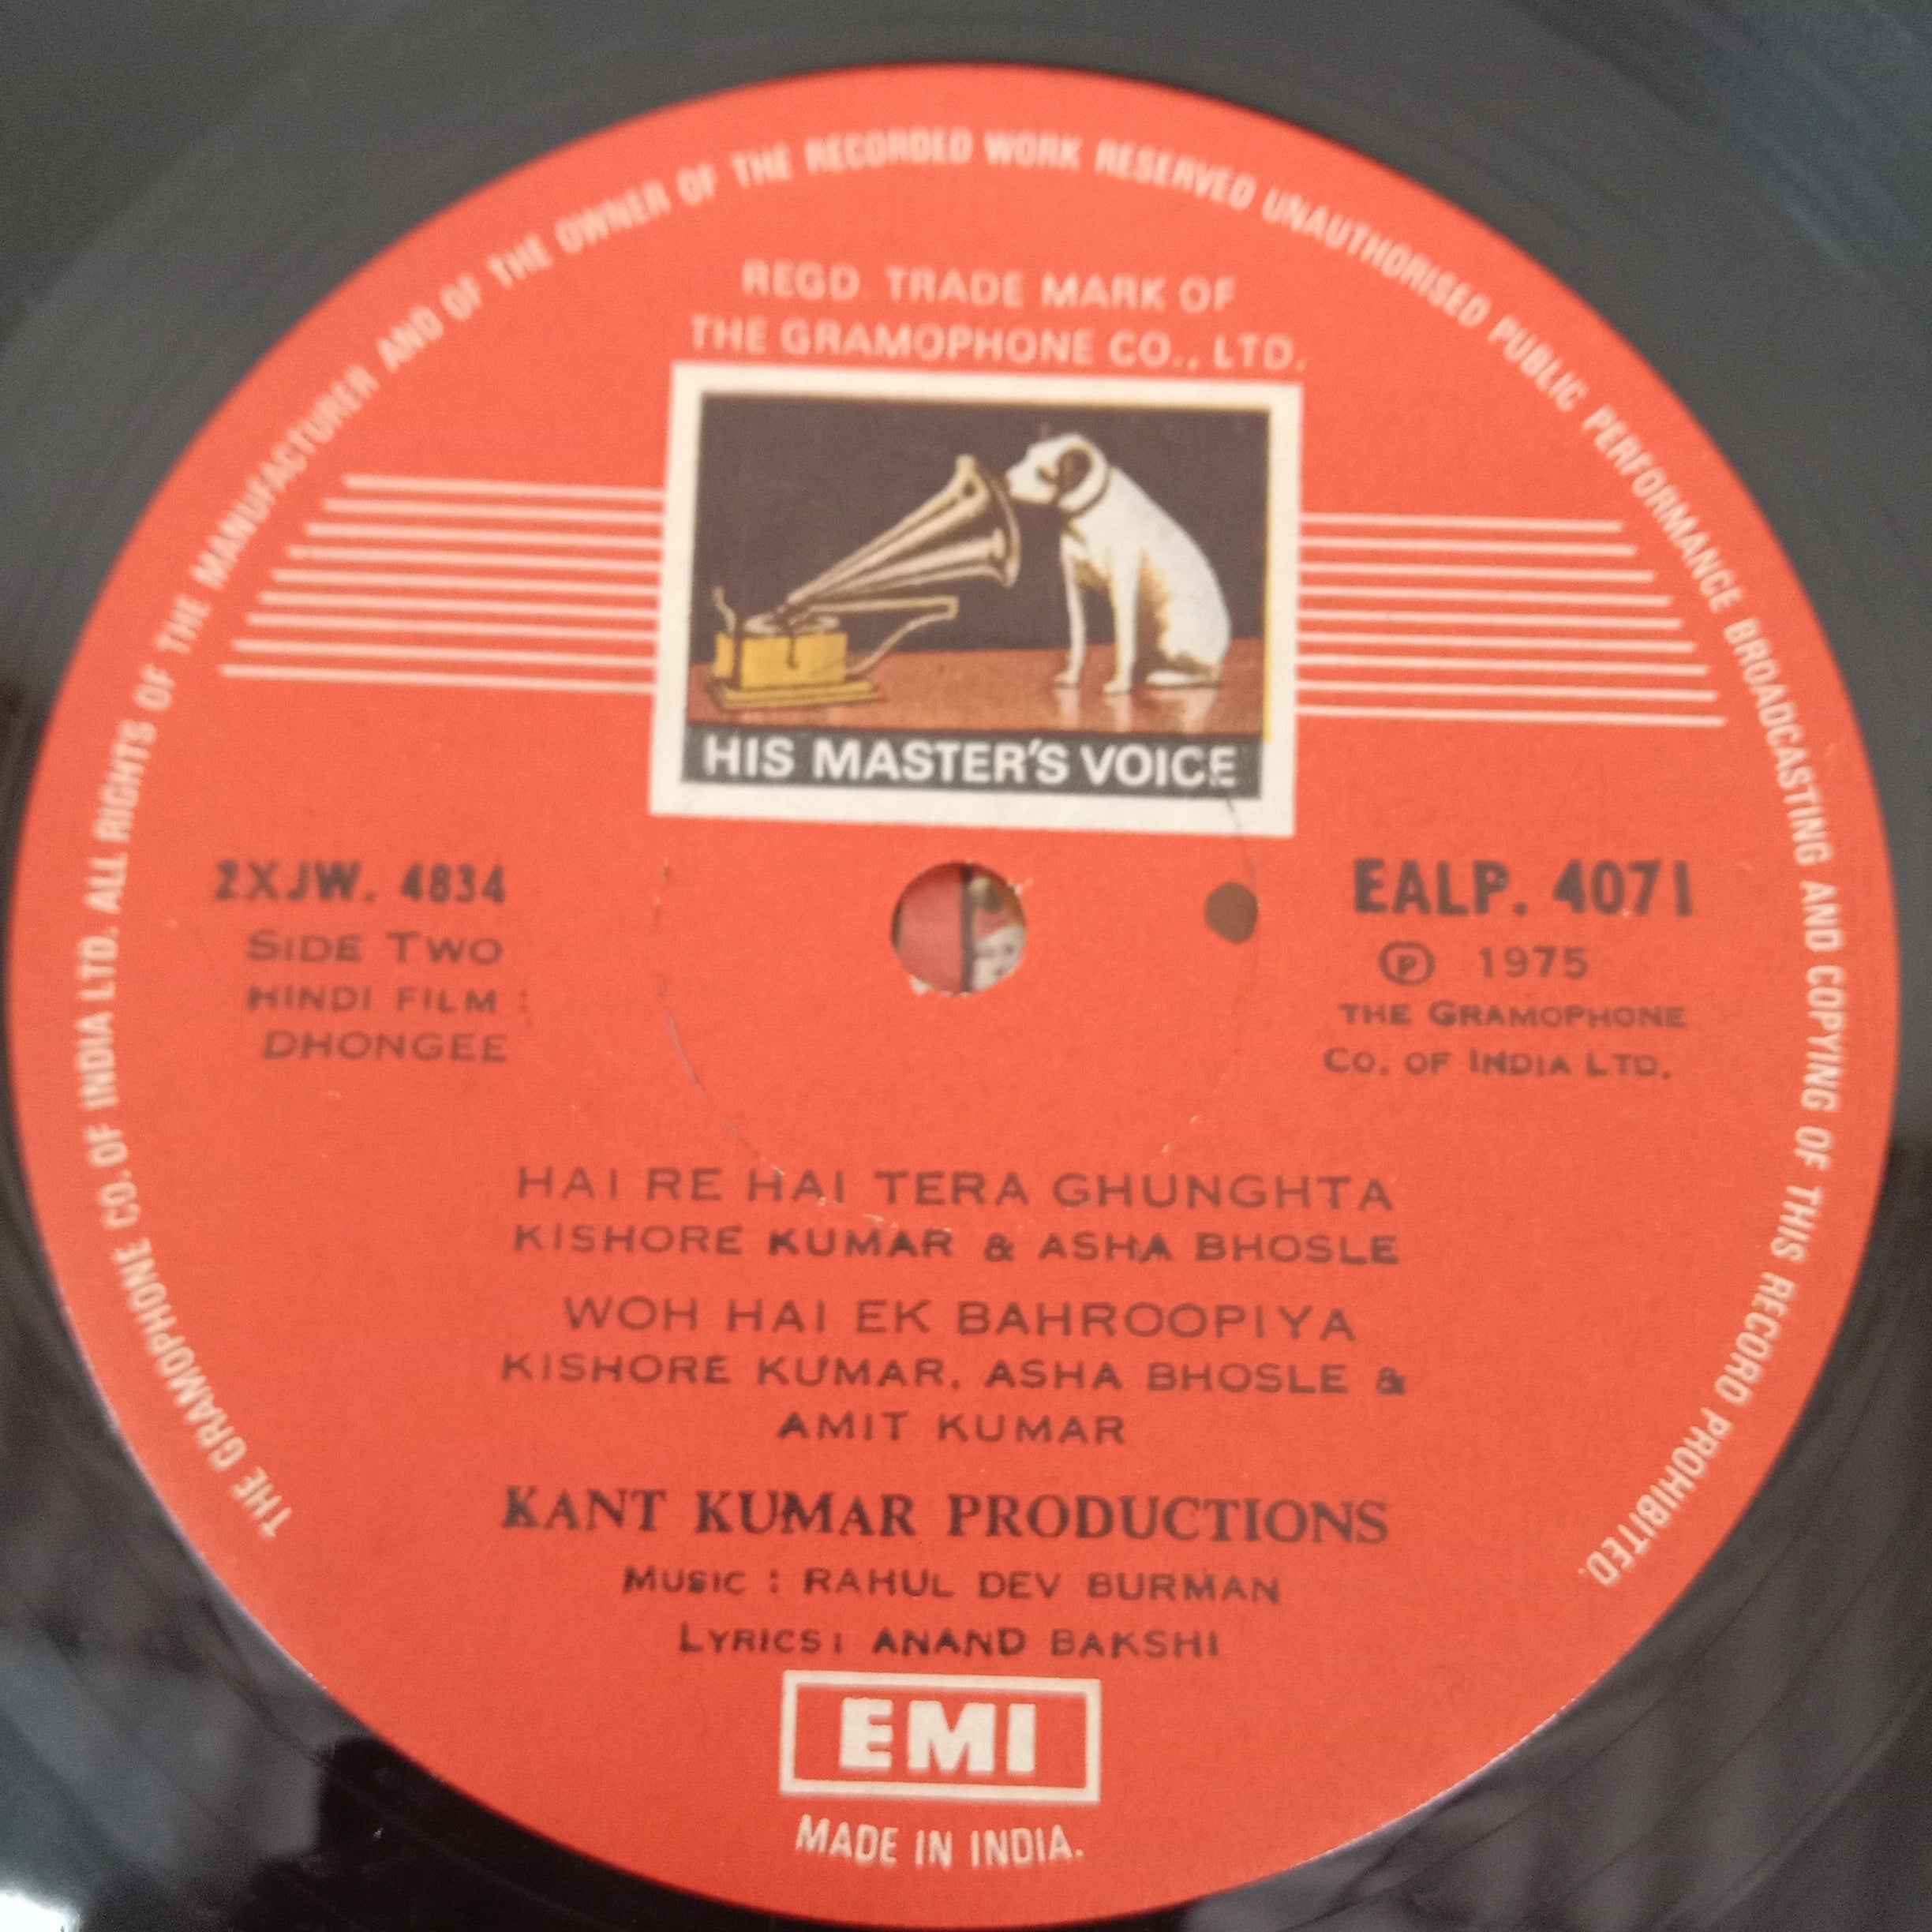 THE GRAMOPHONE CO. OF INDIA LTD. ALL RIGHTS OF THE MANUFACTURER AND OF THE OWNER OF THE RECORDED WORK RESERVED UNAUTHORISED PUBLIC PERFORMANCE BROADCASTING AND COPYING OF THIS RECORD PROHIBITED.
REGD. TRADE MARK OF
THE GRAMOPHONE CO., LTD.
HIS MASTER'S VOICE
2XJW. 4834
SIDE TWO
HINDI FILM :
DHONGEE
EALP. 4071
Ⓟ 1975
THE GRAMOPHONE
CO. OF INDIA LTD.
HAI RE HAI TERA GHUNGHTA
KISHORE KUMAR & ASHA BHOSLE
WOH HAI EK BAHROOPIYA
KISHORE KUMAR, ASHA BHOSLE &
AMIT KUMAR
KANT KUMAR PRODUCTIONS
MUSIC : RAHUL DEV BURMAN
LYRICS: ANAND BAKSHI
EMI
MADE IN INDIA.